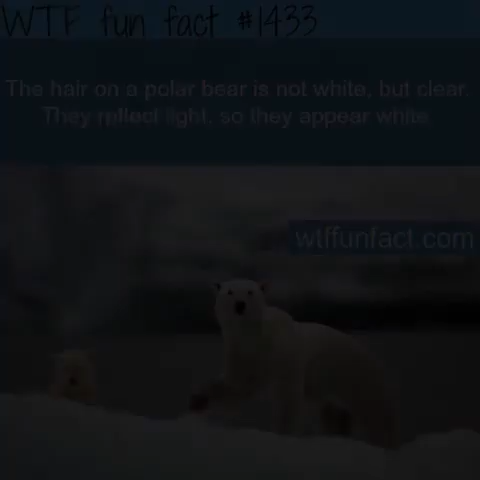 WTF fun fact #1433
The hair on a polar bear is not white, but clear.
They reflect light, so they appear white.
wtffunfact.com